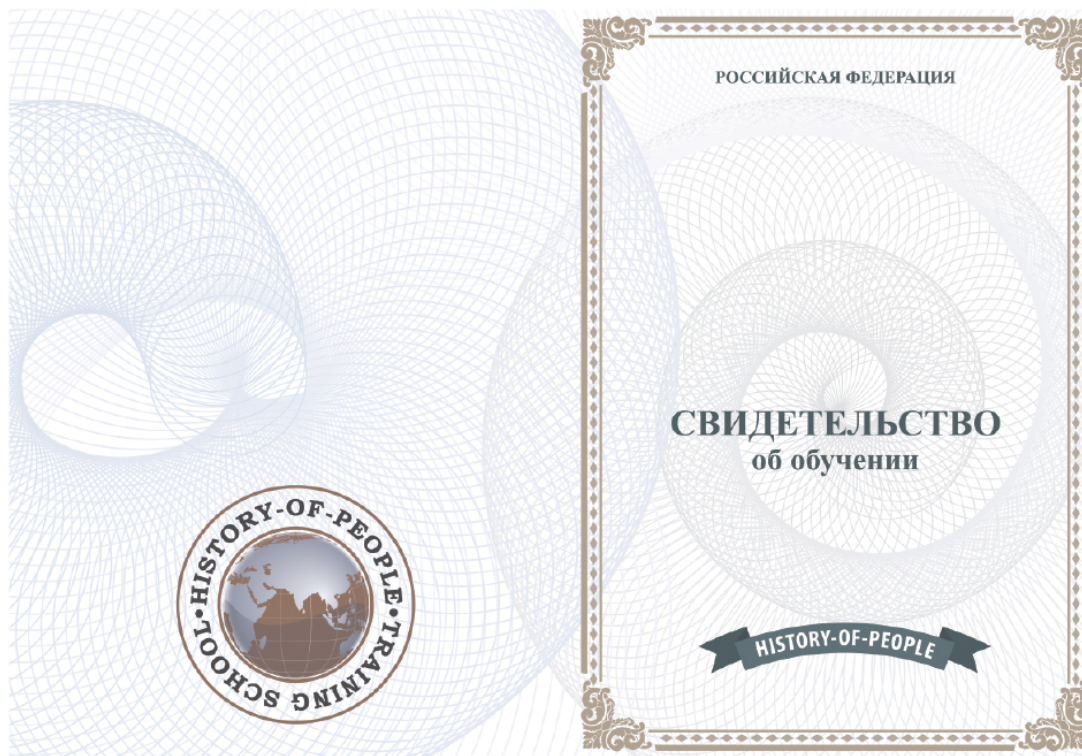 HISTORY-OF-PEOPLE•TRAINING SCHOOL•
РОССИЙСКАЯ ФЕДЕРАЦИЯ
СВИДЕТЕЛЬСТВО
об обучении
HISTORY-OF-PEOPLE